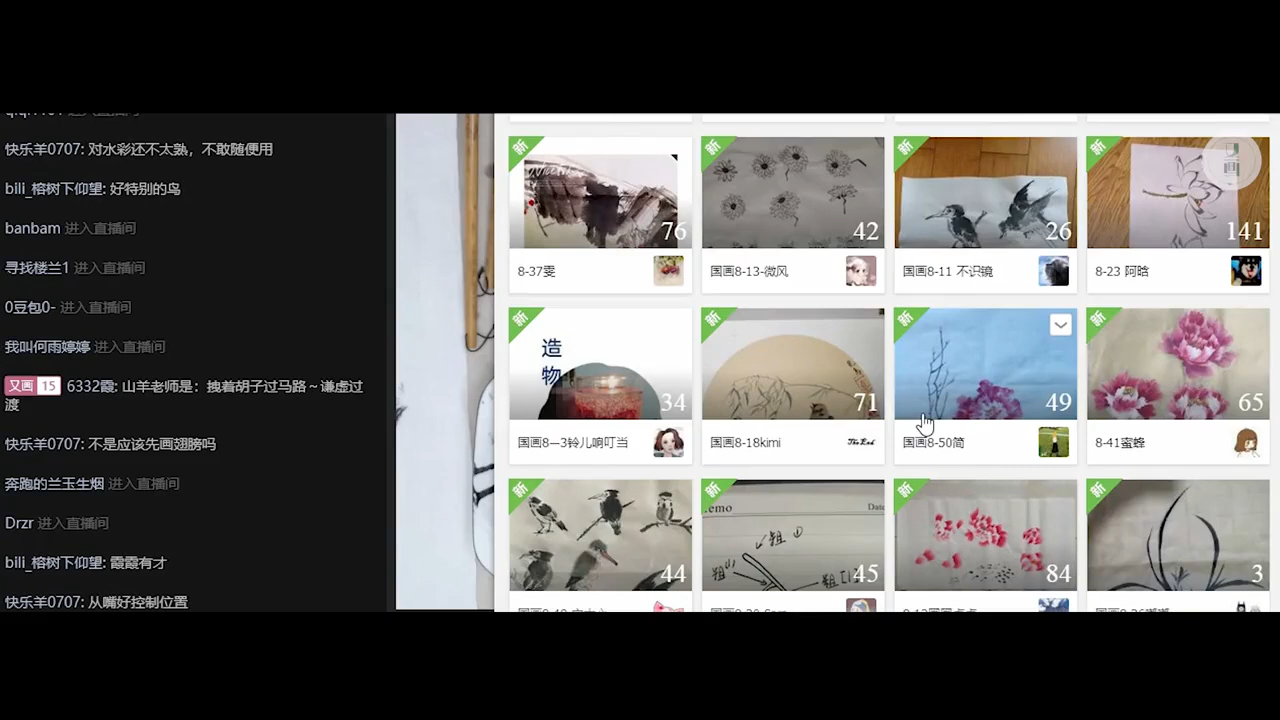 快乐羊0707: 对水彩还不太熟，不敢随便用
bili_榕树下仰望: 好特别的鸟
banbam 进入直播间
寻找楼兰1 进入直播间
0豆包0- 进入直播间
我叫何雨婷婷 进入直播间
又画 15 6332霞: 山羊老师是：拽着胡子过马路～谦虚过
渡
快乐羊0707: 不是应该先画翅膀吗
奔跑的兰玉生烟 进入直播间
Drzr 进入直播间
bili_榕树下仰望: 霞霞有才
快乐羊0707: 从嘴好控制位置
新 新 新 新
76 42 26 141
8-37雯 国画8-13-微风 国画8-11 不识镜 8-23 阿晗
新 新 新 新
造
物
34 71 49 65
国画8—3铃儿响叮当 国画8-18kimi The End 国画8-50简 8-41蜜蜂
新 新 新 新
emo Date
粗 ①
44 45 84 3